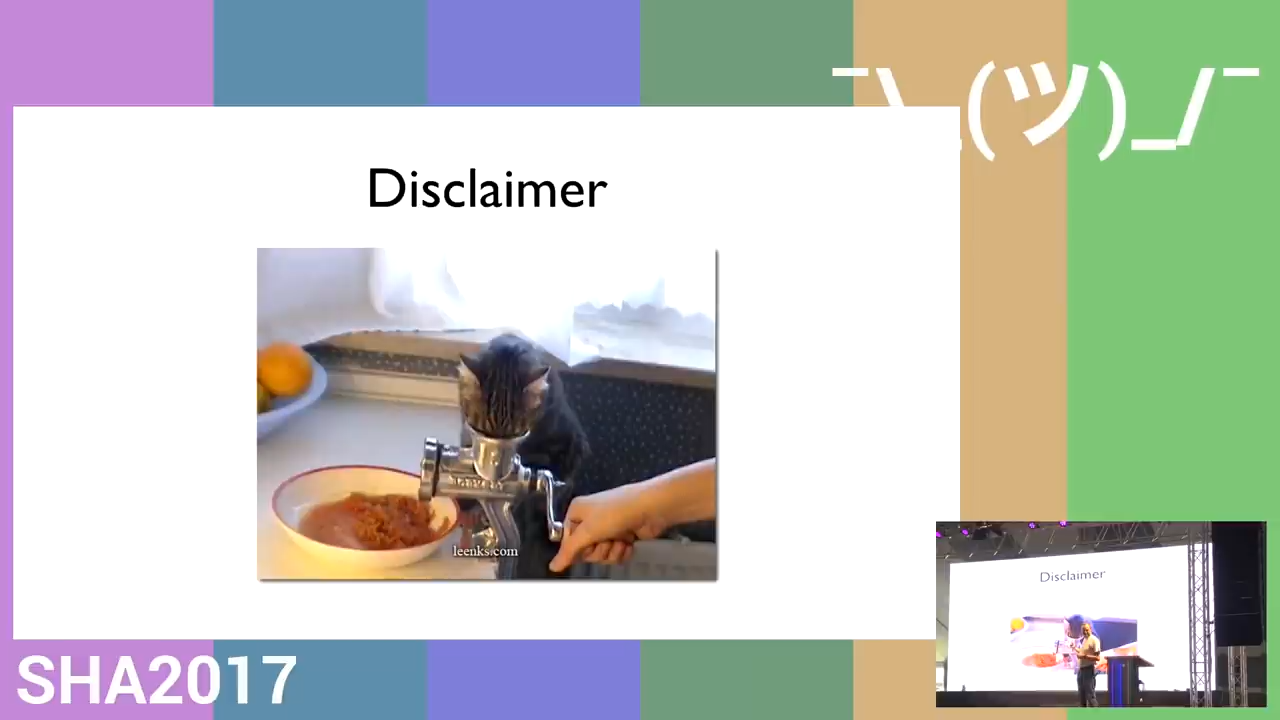 ¯\_(ツ)_/¯
Disclaimer
leenks.com
Disclaimer
SHA2017